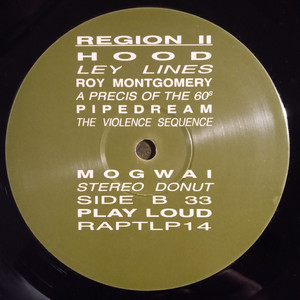 REGION II
HOOD
LEY LINES
ROY MONTGOMERY
A PRECIS OF THE 60s
PIPEDREAM
THE VIOLENCE SEQUENCE
MOGWAI
STEREO DONUT
SIDE B 33
PLAY LOUD
RAPTLP14